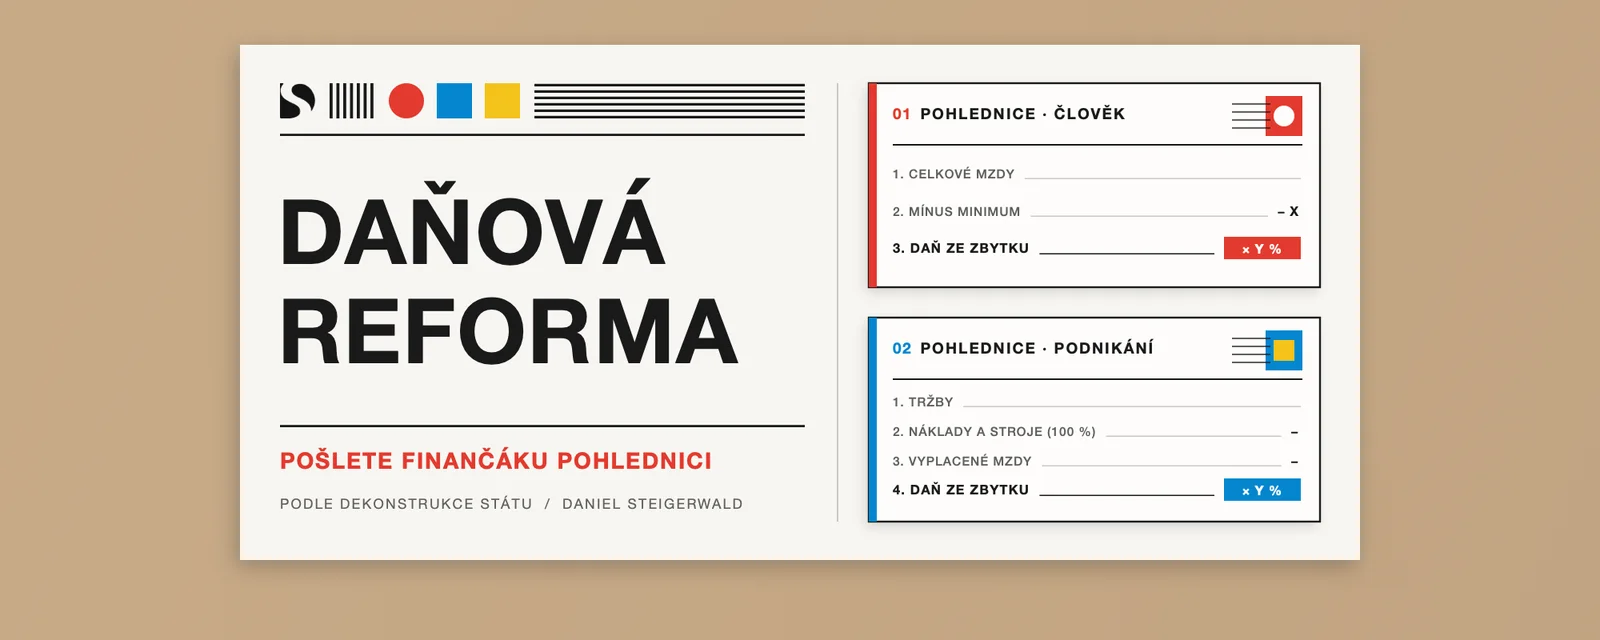 DAŇOVÁ
REFORMA
POŠLETE FINANČÁKU POHLEDNICI
PODLE DEKONSTRUKCE STÁTU / DANIEL STEIGERWALD
01 POHLEDNICE · ČLOVĚK
1. CELKOVÉ MZDY
2. MÍNUS MINIMUM – X
3. DAŇ ZE ZBYTKU × Y %
02 POHLEDNICE · PODNIKÁNÍ
1. TRŽBY
2. NÁKLADY A STROJE (100 %) –
3. VYPLACENÉ MZDY –
4. DAŇ ZE ZBYTKU × Y %